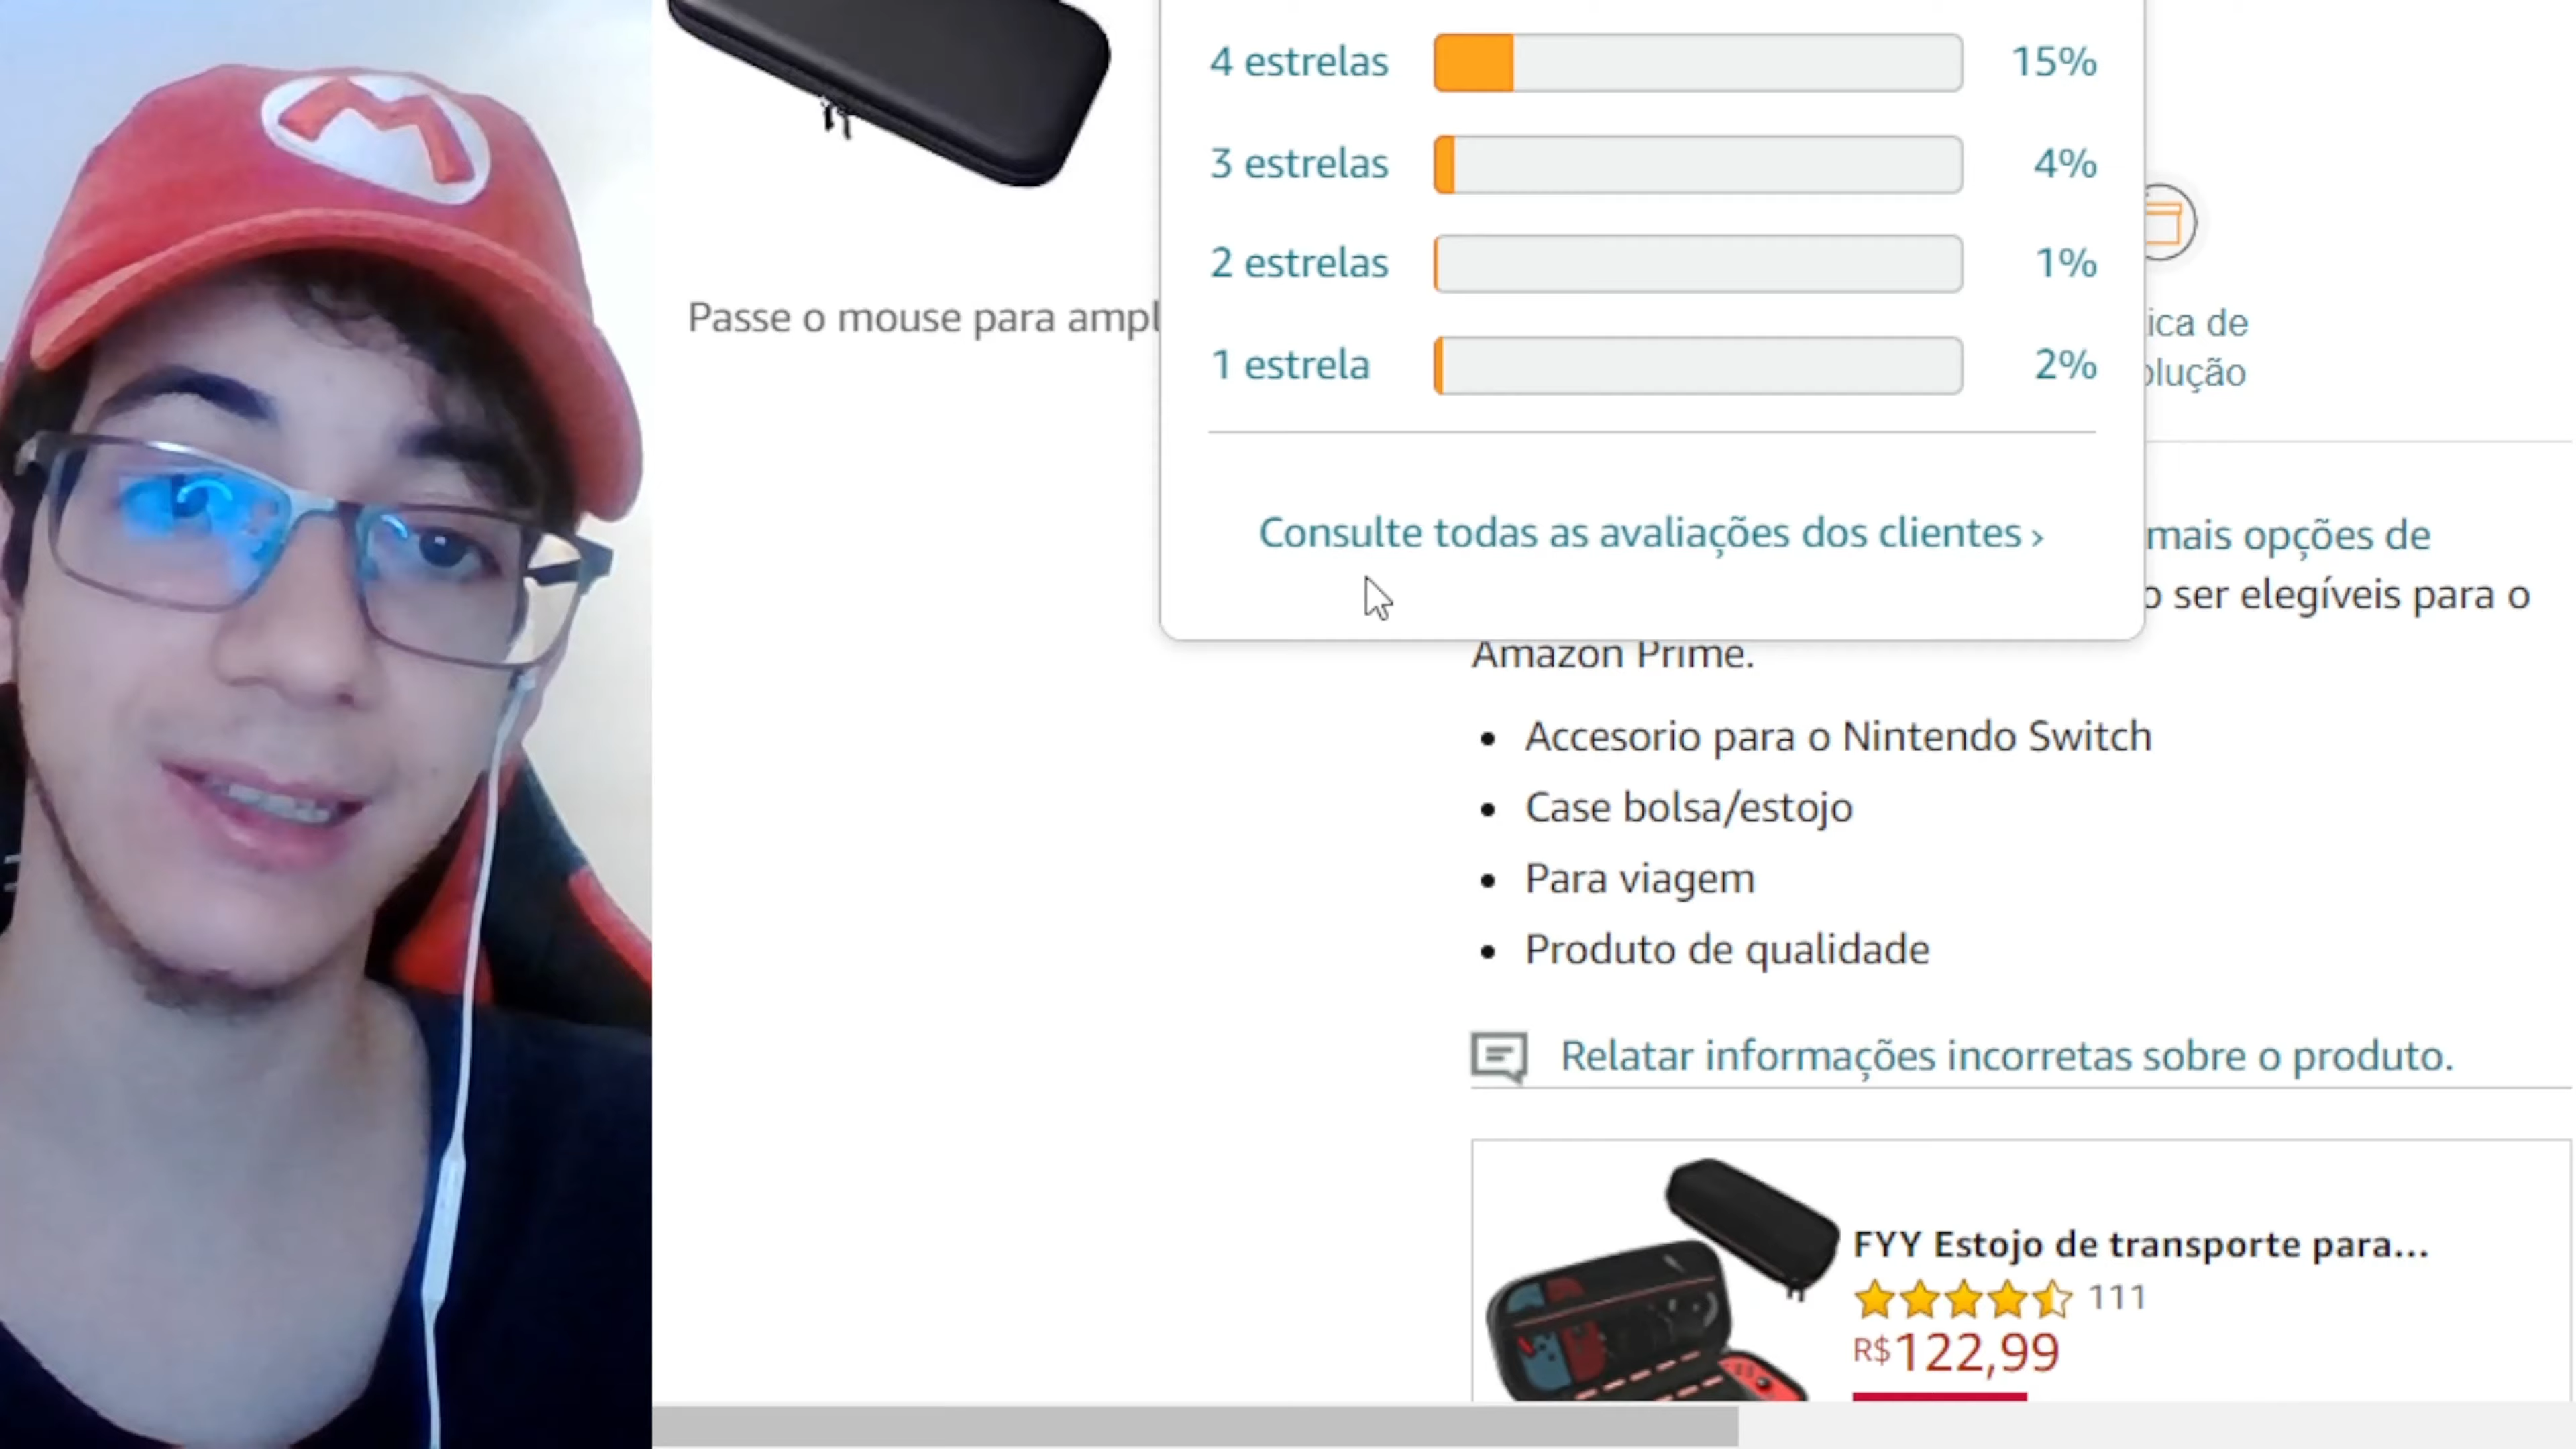 M
4 estrelas 15%
3 estrelas 4%
2 estrelas 1%
1 estrela 2%
Passe o mouse para ampl
ica de
olução
Consulte todas as avaliações dos clientes ›
mais opções de
o ser elegíveis para o
Amazon Prime.
• Accesorio para o Nintendo Switch
• Case bolsa/estojo
• Para viagem
• Produto de qualidade
Relatar informações incorretas sobre o produto.
FYY Estojo de transporte para...
111
R$122,99